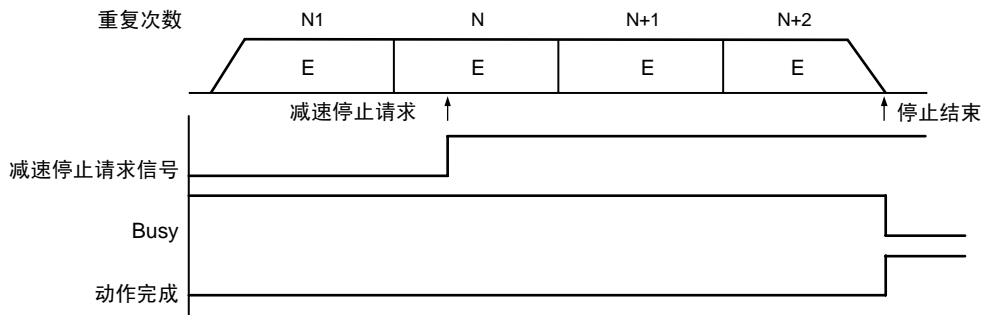 重复次数 N1 N N+1 N+2
E E E E
减速停止请求 停止结束
减速停止请求信号
Busy
动作完成